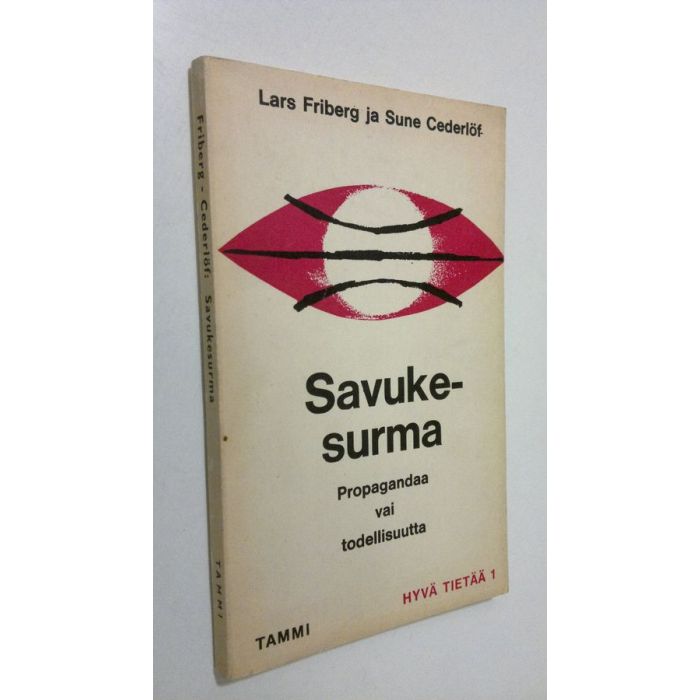 Lars Friberg ja Sune Cederlöf
Savuke-
surma
Propagandaa
vai
todellisuutta
HYVÄ TIETÄÄ 1
TAMMI
Friberg - Cederlöf: Savukesurma
TAMMI